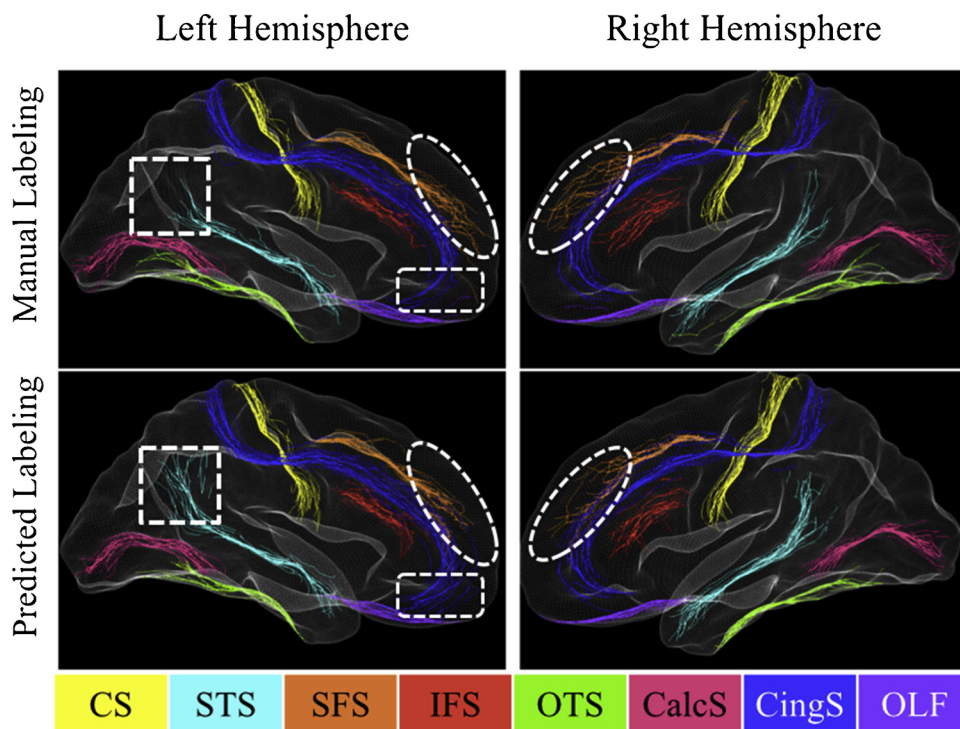 Left Hemisphere
Right Hemisphere
Manual Labeling
Predicted Labeling
CS STS SFS IFS OTS CalcS CingS OLF